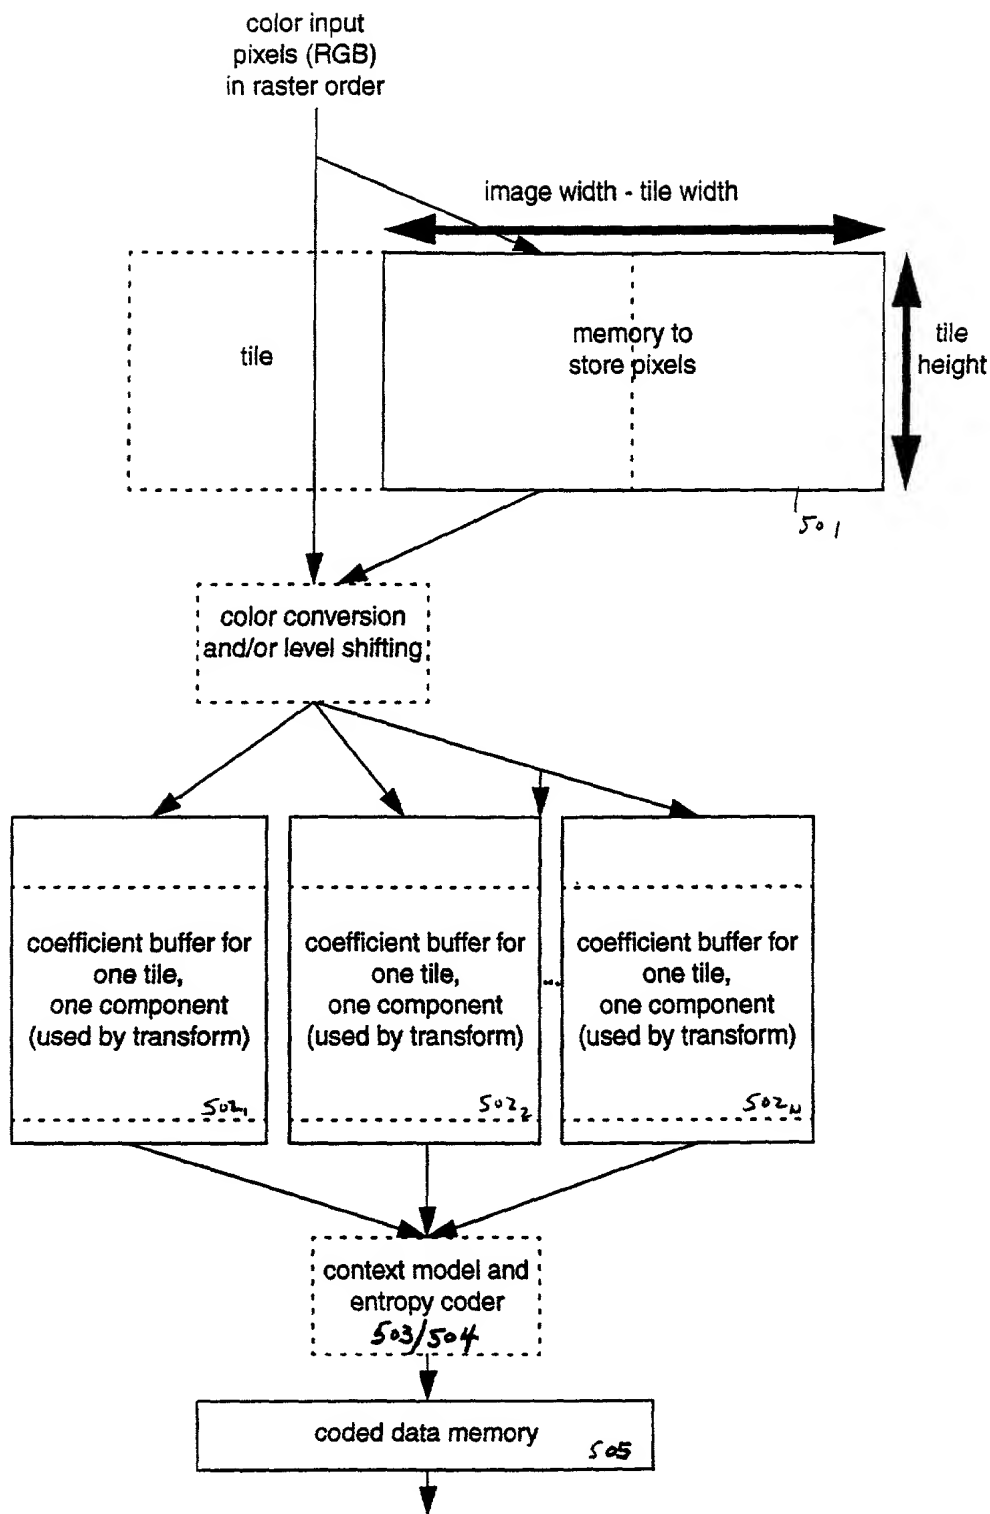 color input
pixels (RGB)
in raster order
image width - tile width
tile
memory to
store pixels
tile
height
501
color conversion
and/or level shifting
coefficient buffer for
one tile,
one component
(used by transform)
502₁
coefficient buffer for
one tile,
one component
(used by transform)
502₂
...
coefficient buffer for
one tile,
one component
(used by transform)
502N
context model and
entropy coder
503/504
coded data memory
505